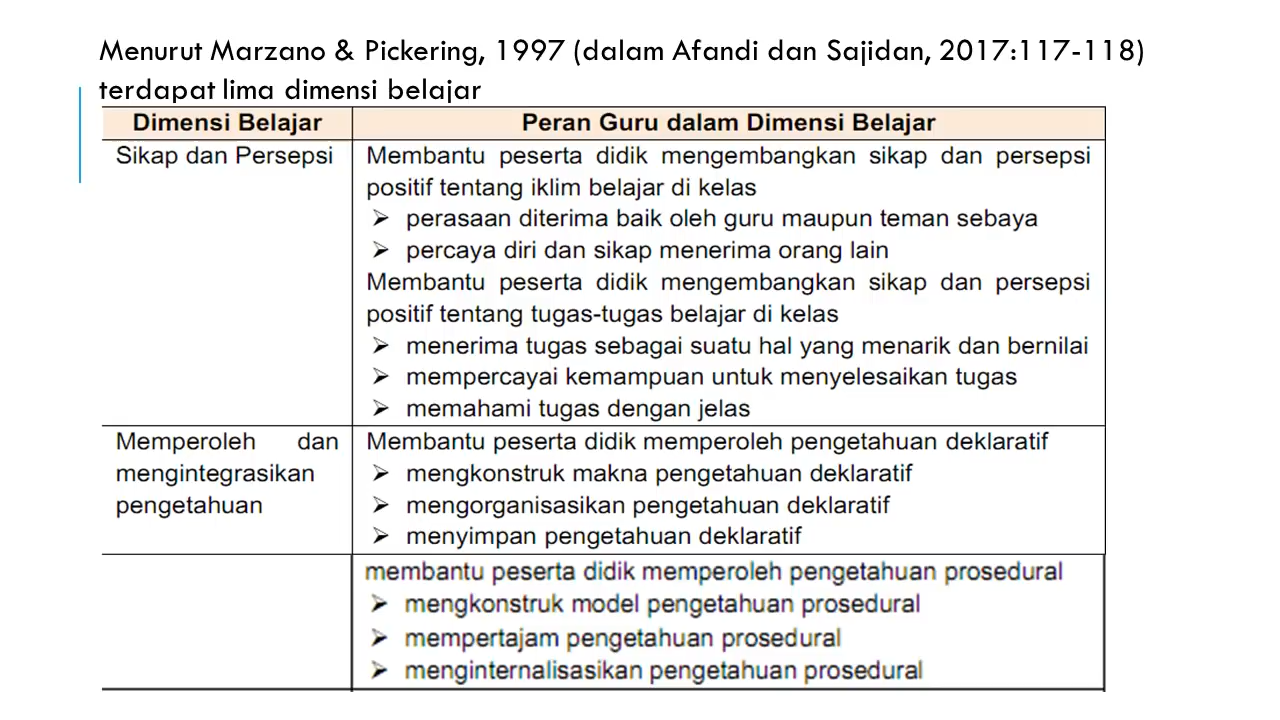 Menurut Marzano & Pickering, 1997 (dalam Afandi dan Sajidan, 2017:117-118)
terdapat lima dimensi belajar
Dimensi Belajar
Peran Guru dalam Dimensi Belajar
Sikap dan Persepsi
Membantu peserta didik mengembangkan sikap dan persepsi
positif tentang iklim belajar di kelas
➢ perasaan diterima baik oleh guru maupun teman sebaya
➢ percaya diri dan sikap menerima orang lain
Membantu peserta didik mengembangkan sikap dan persepsi
positif tentang tugas-tugas belajar di kelas
➢ menerima tugas sebagai suatu hal yang menarik dan bernilai
➢ mempercayai kemampuan untuk menyelesaikan tugas
➢ memahami tugas dengan jelas
Memperoleh dan
mengintegrasikan
pengetahuan
Membantu peserta didik memperoleh pengetahuan deklaratif
➢ mengkonstruk makna pengetahuan deklaratif
➢ mengorganisasikan pengetahuan deklaratif
➢ menyimpan pengetahuan deklaratif
membantu peserta didik memperoleh pengetahuan prosedural
➢ mengkonstruk model pengetahuan prosedural
➢ mempertajam pengetahuan prosedural
➢ menginternalisasikan pengetahuan prosedural